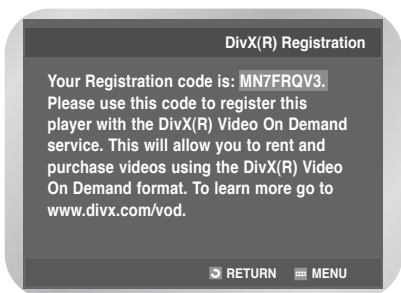 DivX(R) Registration
Your Registration code is: MN7FRQV3.
Please use this code to register this
player with the DivX(R) Video On Demand
service. This will allow you to rent and
purchase videos using the DivX(R) Video
On Demand format. To learn more go to
www.divx.com/vod.
RETURN MENU